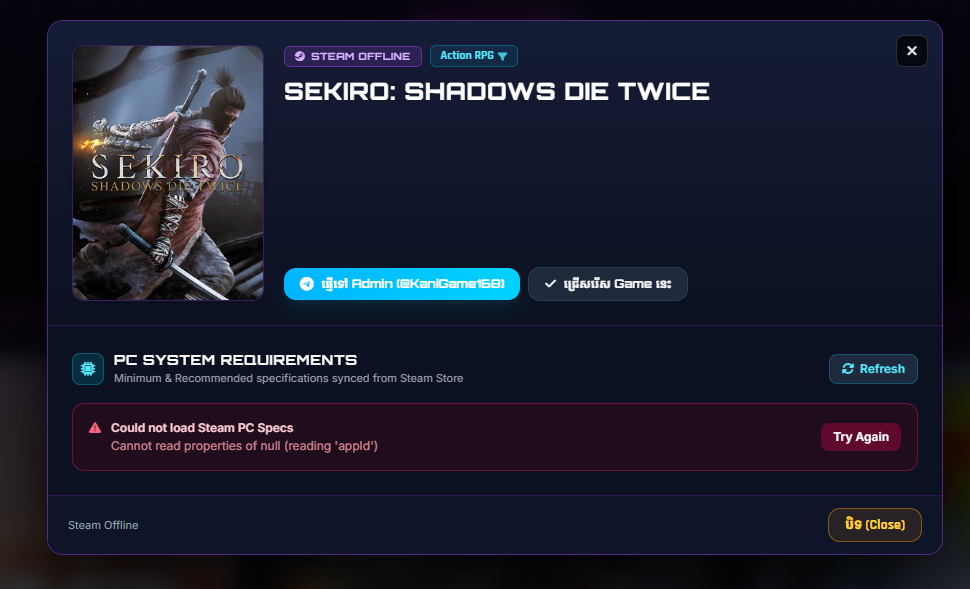 STEAM OFFLINE
Action RPG
SEKIRO: SHADOWS DIE TWICE
SEKIRO
SHADOWS DIE TWICE
ផ្ញើទៅ Admin (@KaniGame168)
ជ្រើសរើស Game នេះ
PC SYSTEM REQUIREMENTS
Minimum & Recommended specifications synced from Steam Store
Refresh
Could not load Steam PC Specs
Cannot read properties of null (reading 'appId')
Try Again
Steam Offline
បិទ (Close)